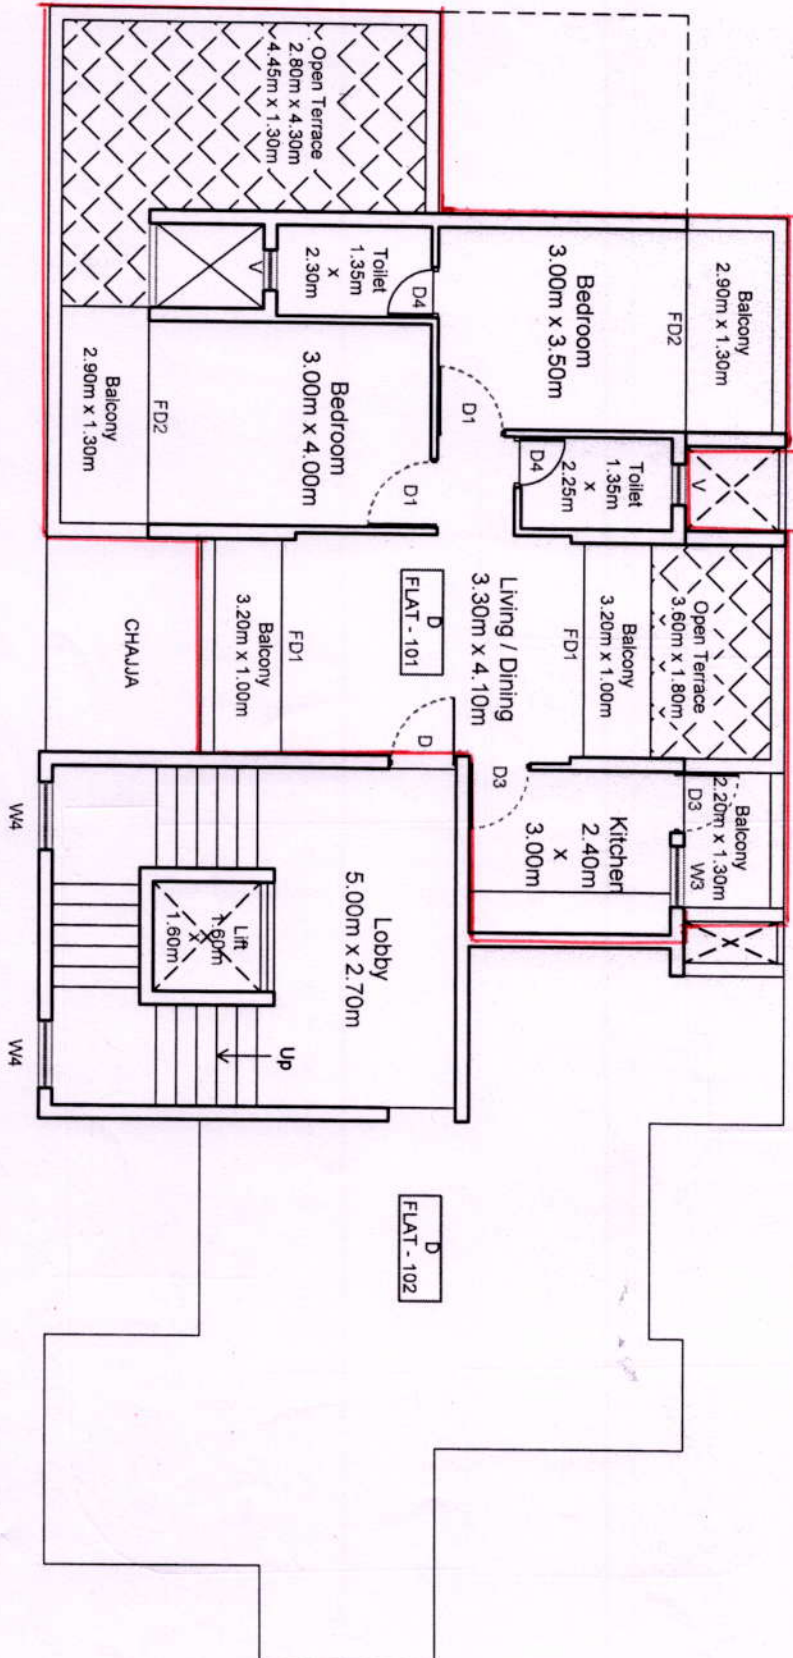 Open Terrace
2.80m x 4.30m
4.45m x 1.30m
Toilet
1.35m
x
2.30m
V
D4
Bedroom
3.00m x 3.50m
FD2
Balcony
2.90m x 1.30m
Balcony
2.90m x 1.30m
FD2
Bedroom
3.00m x 4.00m
D1
D1
D4
Toilet
1.35m
x
2.25m
V
CHAJJA
Balcony
3.20m x 1.00m
FD1
D
FLAT - 101
Living / Dining
3.30m x 4.10m
FD1
Balcony
3.20m x 1.00m
Open Terrace
3.60m x 1.80m
D
D3
Kitchen
2.40m
x
3.00m
D3
W3
Balcony
2.20m x 1.30m
W4
Lift
1.60m
x
1.60m
Lobby
5.00m x 2.70m
Up
W4
D
FLAT - 102